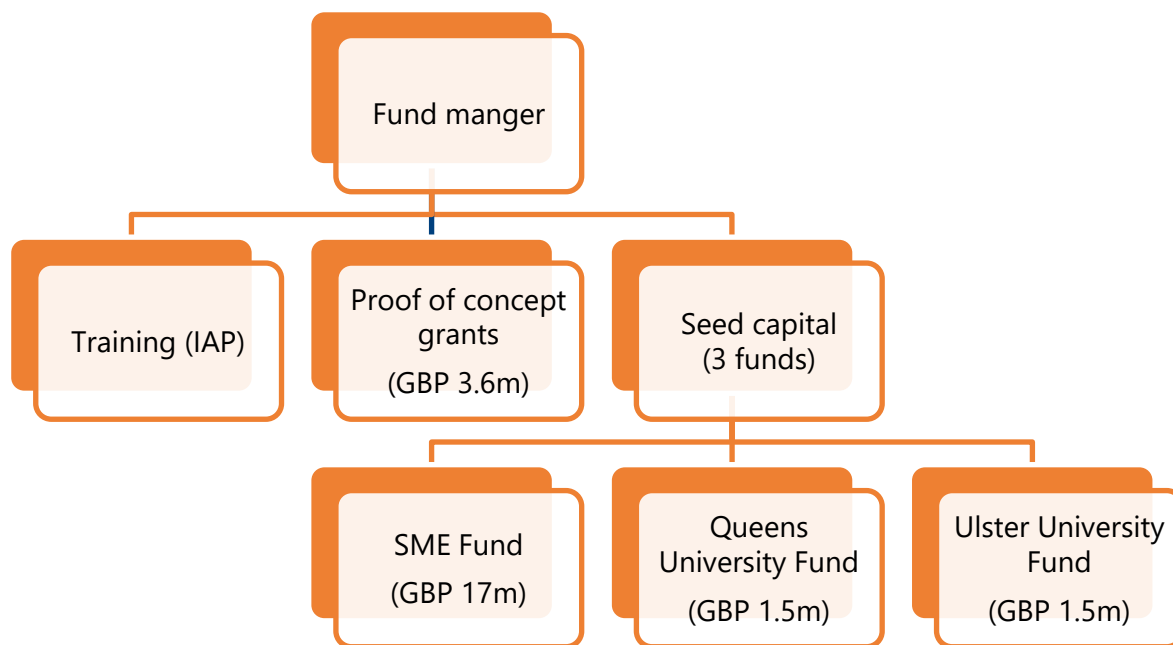 Fund manger
Training (IAP)
Proof of concept
grants
(GBP 3.6m)
Seed capital
(3 funds)
SME Fund
(GBP 17m)
Queens
University Fund
(GBP 1.5m)
Ulster University
Fund
(GBP 1.5m)